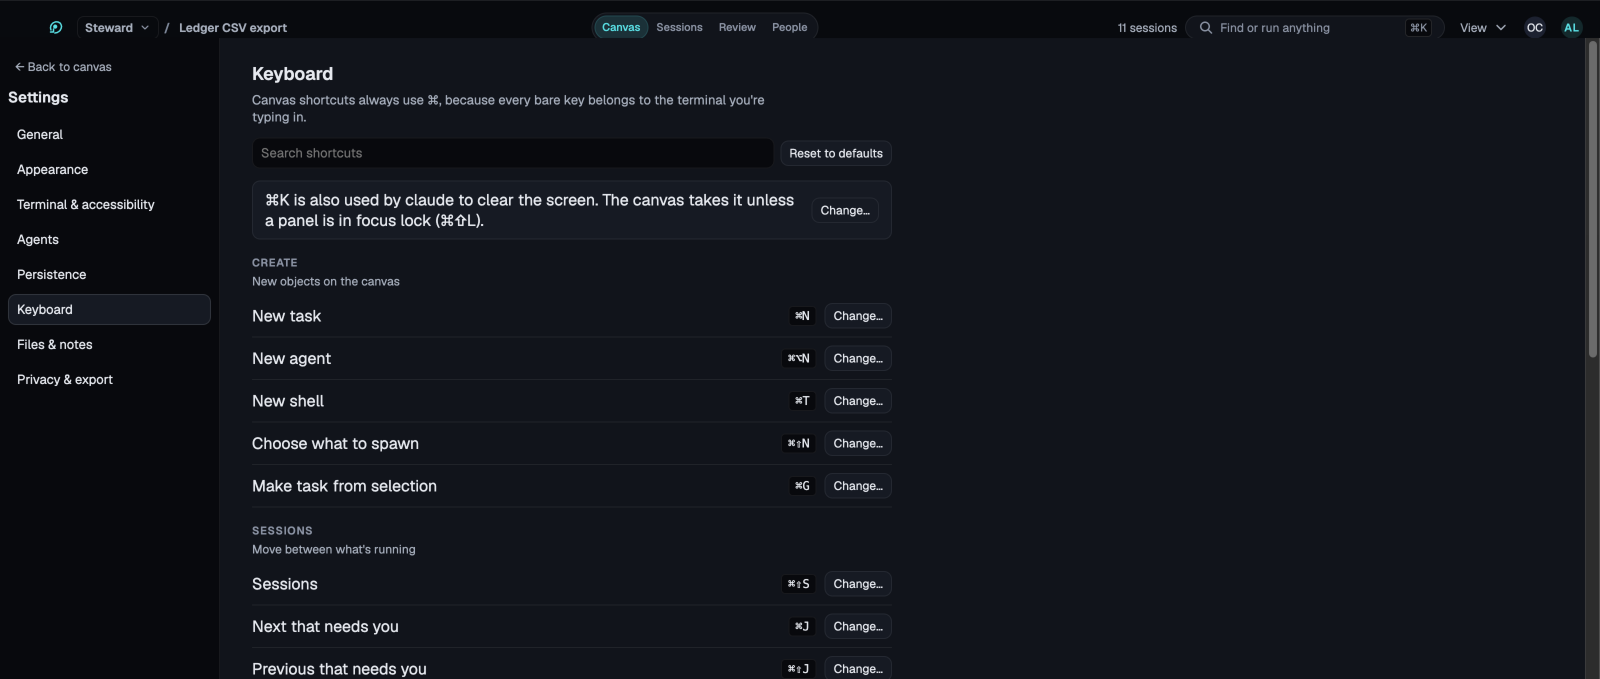 Steward / Ledger CSV export
Canvas Sessions Review People
11 sessions
Find or run anything ⌘K
View
OC
AL
← Back to canvas
Settings
General
Appearance
Terminal & accessibility
Agents
Persistence
Keyboard
Files & notes
Privacy & export
Keyboard
Canvas shortcuts always use ⌘, because every bare key belongs to the terminal you're
typing in.
Search shortcuts
Reset to defaults
⌘K is also used by claude to clear the screen. The canvas takes it unless
a panel is in focus lock (⌘⇧L).
Change…
CREATE
New objects on the canvas
New task ⌘N Change…
New agent ⌘⌥N Change…
New shell ⌘T Change…
Choose what to spawn ⌘⇧N Change…
Make task from selection ⌘G Change…
SESSIONS
Move between what's running
Sessions ⌘⇧S Change…
Next that needs you ⌘J Change…
Previous that needs you ⌘⇧J Change…